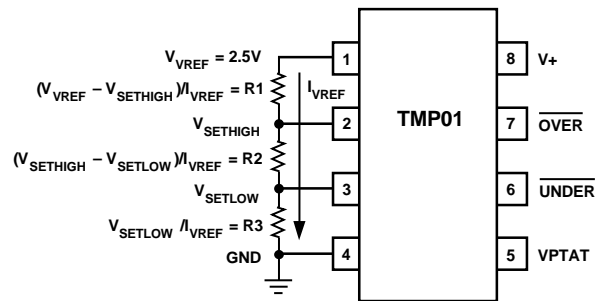 V_VREF = 2.5V
1
8
V+
(V_VREF – V_SETHIGH)/I_VREF = R1
I_VREF
V_SETHIGH
2
TMP01
7
OVER
(V_SETHIGH – V_SETLOW)/I_VREF = R2
V_SETLOW
3
6
UNDER
V_SETLOW /I_VREF = R3
GND
4
5
VPTAT